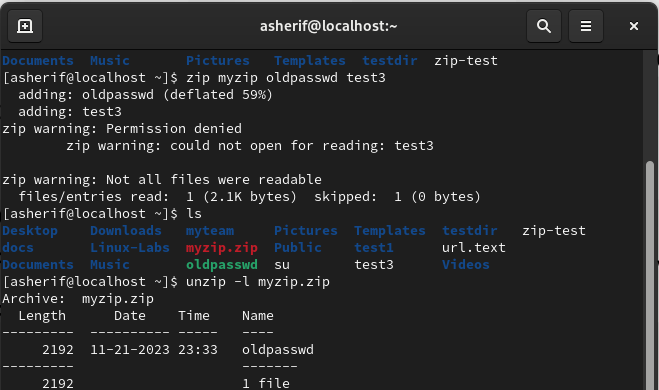 asherif@localhost:~
Documents  Music       Pictures   Templates  testdir  zip-test
[asherif@localhost ~]$ zip myzip oldpasswd test3
  adding: oldpasswd (deflated 59%)
  adding: test3
zip warning: Permission denied
        zip warning: could not open for reading: test3

zip warning: Not all files were readable
  files/entries read:  1 (2.1K bytes)  skipped:  1 (0 bytes)
[asherif@localhost ~]$ ls
Desktop    Downloads   myteam     Pictures  Templates  testdir   zip-test
docs       Linux-Labs  myzip.zip  Public    test1      url.text
Documents  Music       oldpasswd  su        test3      Videos
[asherif@localhost ~]$ unzip -l myzip.zip
Archive:  myzip.zip
  Length      Date    Time    Name
---------  ---------- -----   ----
     2192  11-21-2023 23:33   oldpasswd
---------                     -------
     2192                     1 file